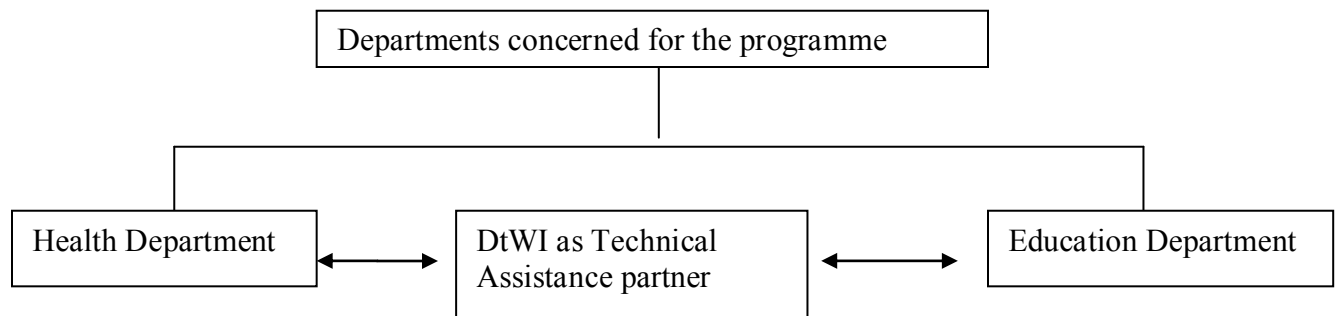 Departments concerned for the programme
Health Department
DtWI as Technical
Assistance partner
Education Department